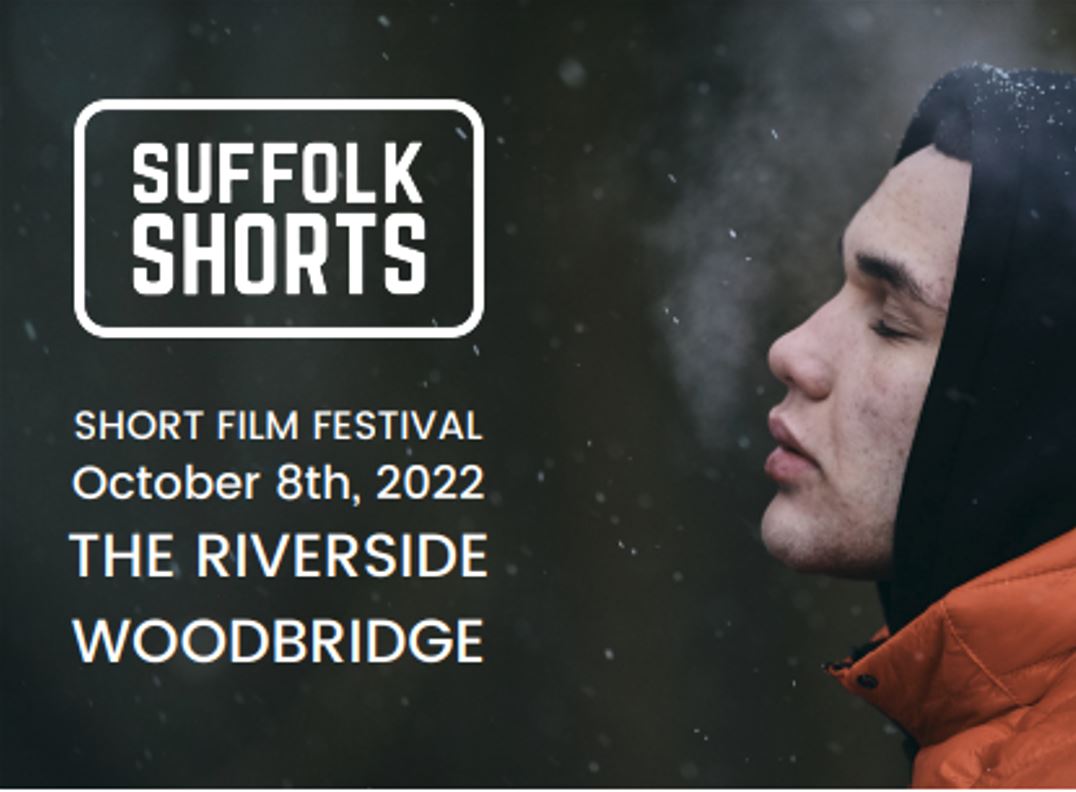 SUFFOLK
SHORTS
SHORT FILM FESTIVAL
October 8th, 2022
THE RIVERSIDE
WOODBRIDGE